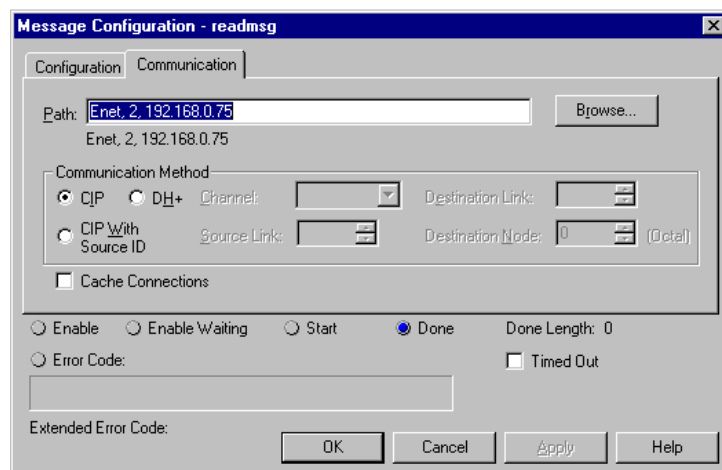 Message Configuration - readmsg
Configuration Communication
Path: Enet, 2, 192.168.0.75 Browse...
Enet, 2, 192.168.0.75
Communication Method
CIP DH+ Channel: Destination Link:
CIP With Source ID Source Link: Destination Node: 0 (Octal)
Cache Connections
Enable Enable Waiting Start Done Done Length: 0
Error Code: Timed Out
Extended Error Code:
OK Cancel Apply Help